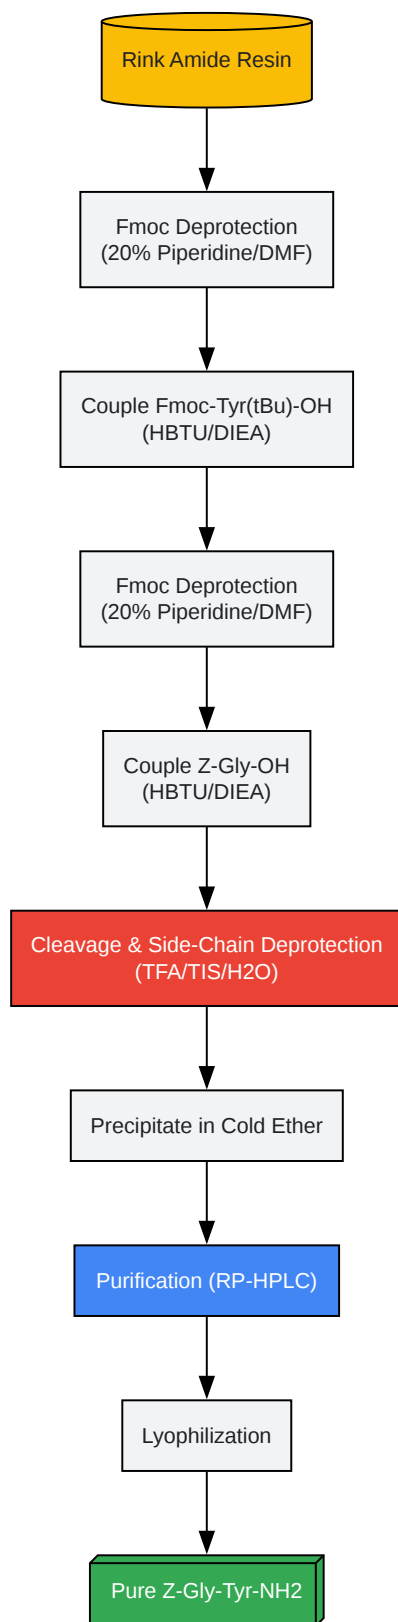 Rink Amide Resin
Fmoc Deprotection
(20% Piperidine/DMF)
Couple Fmoc-Tyr(tBu)-OH
(HBTU/DIEA)
Fmoc Deprotection
(20% Piperidine/DMF)
Couple Z-Gly-OH
(HBTU/DIEA)
Cleavage & Side-Chain Deprotection
(TFA/TIS/H2O)
Precipitate in Cold Ether
Purification (RP-HPLC)
Lyophilization
Pure Z-Gly-Tyr-NH2